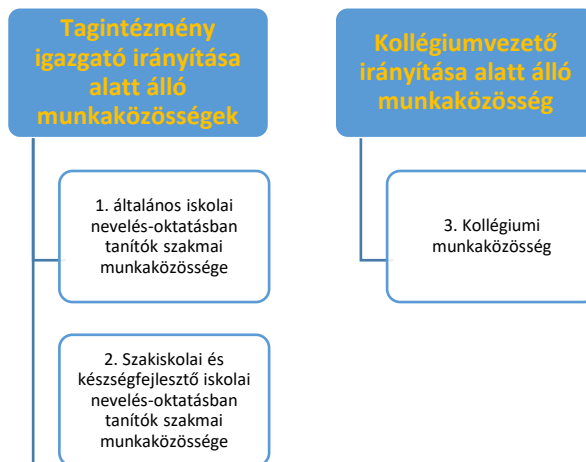 Tagintézmény
igazgató irányítása
alatt álló
munkaközösségek
1. általános iskolai
nevelés-oktatásban
tanítók szakmai
munkaközössége
2. Szakiskolai és
készségfejlesztő iskolai
nevelés-oktatásban
tanítók szakmai
munkaközössége
Kollégiumvezető
irányítása alatt álló
munkaközösség
3. Kollégiumi
munkaközösség